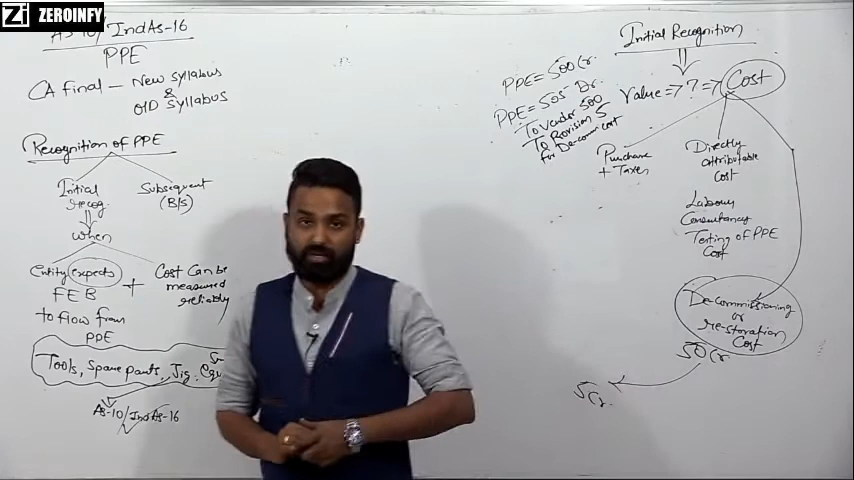 Zi ZEROINFY
AS-10/IndAs-16
PPE
CA Final - New Syllabus
&
OlD Syllabus
Recognition of PPE
Initial
recog.
Subsequent
(B/S)
When
Entity expects
FEB
to flow from
PPE
+
Cost Can be
measured
reliably
Tools, Spare parts, Jig,
As-10/IndAs-16
Initial Recognition
PPE = 500 Cr.
Value => ? => Cost
PPE = 505 Dr.
To Vendor 500
To Provision 5
for De-comm cost
Purchase
+ Taxes
Directly
attributable
Cost
Labour
Consultancy
Testing of PPE
Cost
De-commissioning
or
re-storation
Cost
50 Cr
5 Cr.